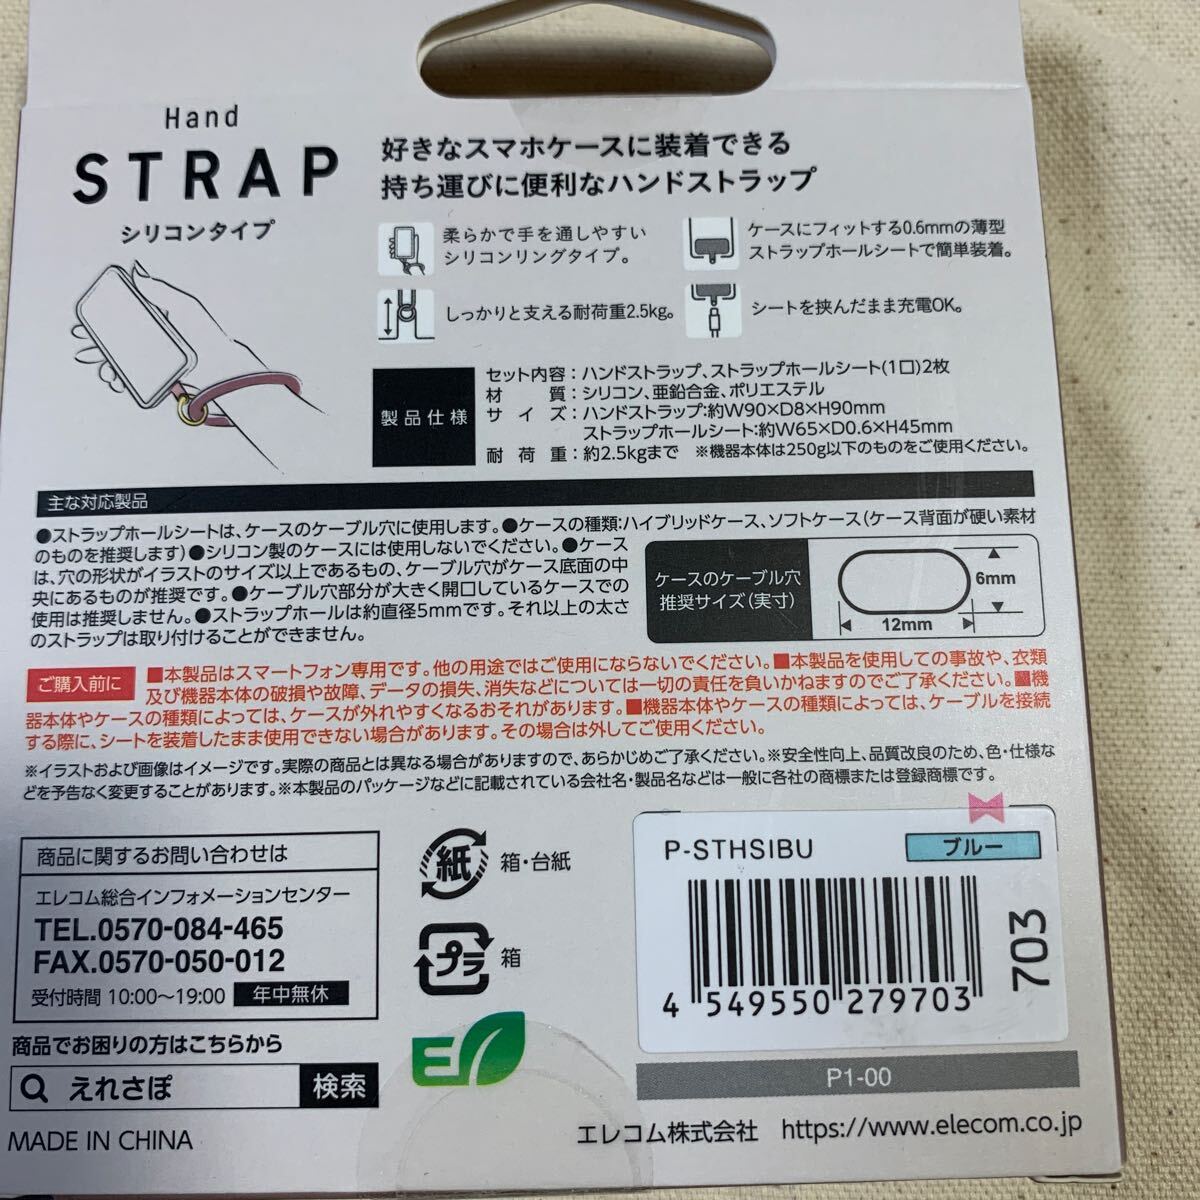 Hand
STRAP
シリコンタイプ
好きなスマホケースに装着できる
持ち運びに便利なハンドストラップ
柔らかで手を通しやすい
シリコンリングタイプ。
ケースにフィットする0.6mmの薄型
ストラップホールシートで簡単装着。
しっかりと支える耐荷重2.5kg。
シートを挟んだまま充電OK。
製品仕様
セット内容：ハンドストラップ、ストラップホールシート(1口)2枚
材質：シリコン、亜鉛合金、ポリエステル
サイズ：ハンドストラップ:約W90×D8×H90mm
ストラップホールシート:約W65×D0.6×H45mm
耐荷重：約2.5kgまで ※機器本体は250g以下のものをご使用ください。
主な対応製品
●ストラップホールシートは、ケースのケーブル穴に使用します。●ケースの種類:ハイブリッドケース、ソフトケース(ケース背面が硬い素材
のものを推奨します)●シリコン製のケースには使用しないでください。●ケース
は、穴の形状がイラストのサイズ以上であるもの、ケーブル穴がケース底面の中
央にあるものが推奨です。●ケーブル穴部分が大きく開口しているケースでの
使用は推奨しません。●ストラップホールは約直径5mmです。それ以上の太さ
のストラップは取り付けることができません。
ケースのケーブル穴
推奨サイズ(実寸)
6mm
12mm
ご購入前に
■本製品はスマートフォン専用です。他の用途ではご使用にならないでください。■本製品を使用しての事故や、衣類
及び機器本体の破損や故障、データの損失、消失などについては一切の責任を負いかねますのでご了承ください。■機
器本体やケースの種類によっては、ケースが外れやすくなるおそれがあります。■機器本体やケースの種類によっては、ケーブルを接続
する際に、シートを装着したまま使用できない場合があります。その場合は外してご使用ください。
※イラストおよび画像はイメージです。実際の商品とは異なる場合がありますので、あらかじめご了承ください。※安全性向上、品質改良のため、色・仕様な
どを予告なく変更することがあります。※本製品のパッケージなどに記載されている会社名・製品名などは一般に各社の商標または登録商標です。
商品に関するお問い合わせは
エレコム総合インフォメーションセンター
TEL.0570-084-465
FAX.0570-050-012
受付時間 10:00～19:00 年中無休
商品でお困りの方はこちらから
えれさぽ 検索
MADE IN CHINA
紙 箱・台紙
プラ 箱
E
P-STHSIBU ブルー
703
4 549550 279703
P1-00
エレコム株式会社 https://www.elecom.co.jp